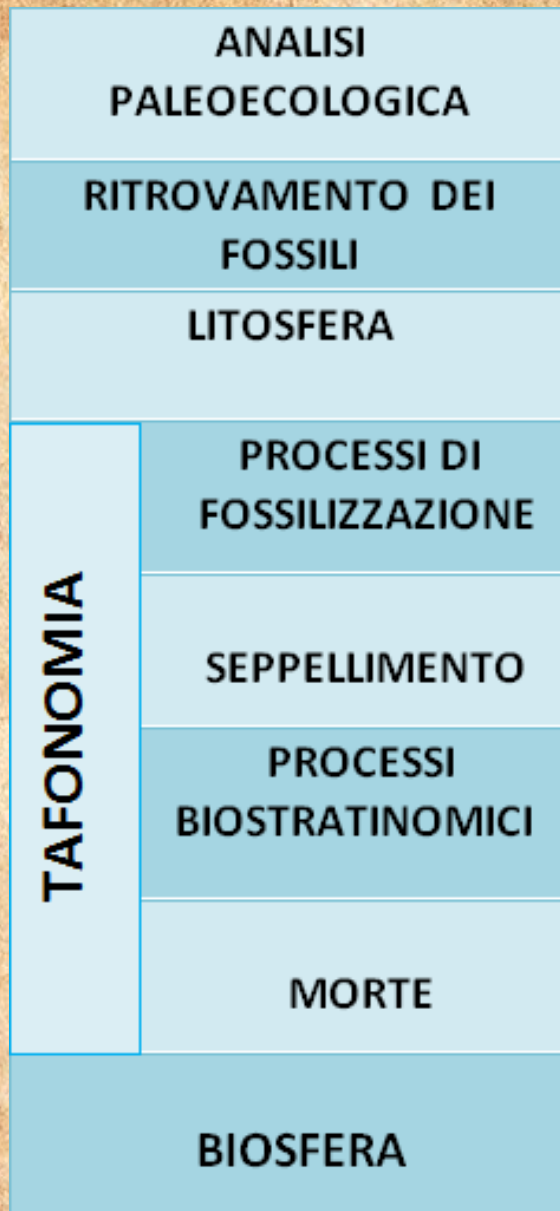 ANALISI
PALEOECOLOGICA
RITROVAMENTO DEI
FOSSILI
LITOSFERA
TAFONOMIA
PROCESSI DI
FOSSILIZZAZIONE
SEPPELLIMENTO
PROCESSI
BIOSTRATINOMICI
MORTE
BIOSFERA